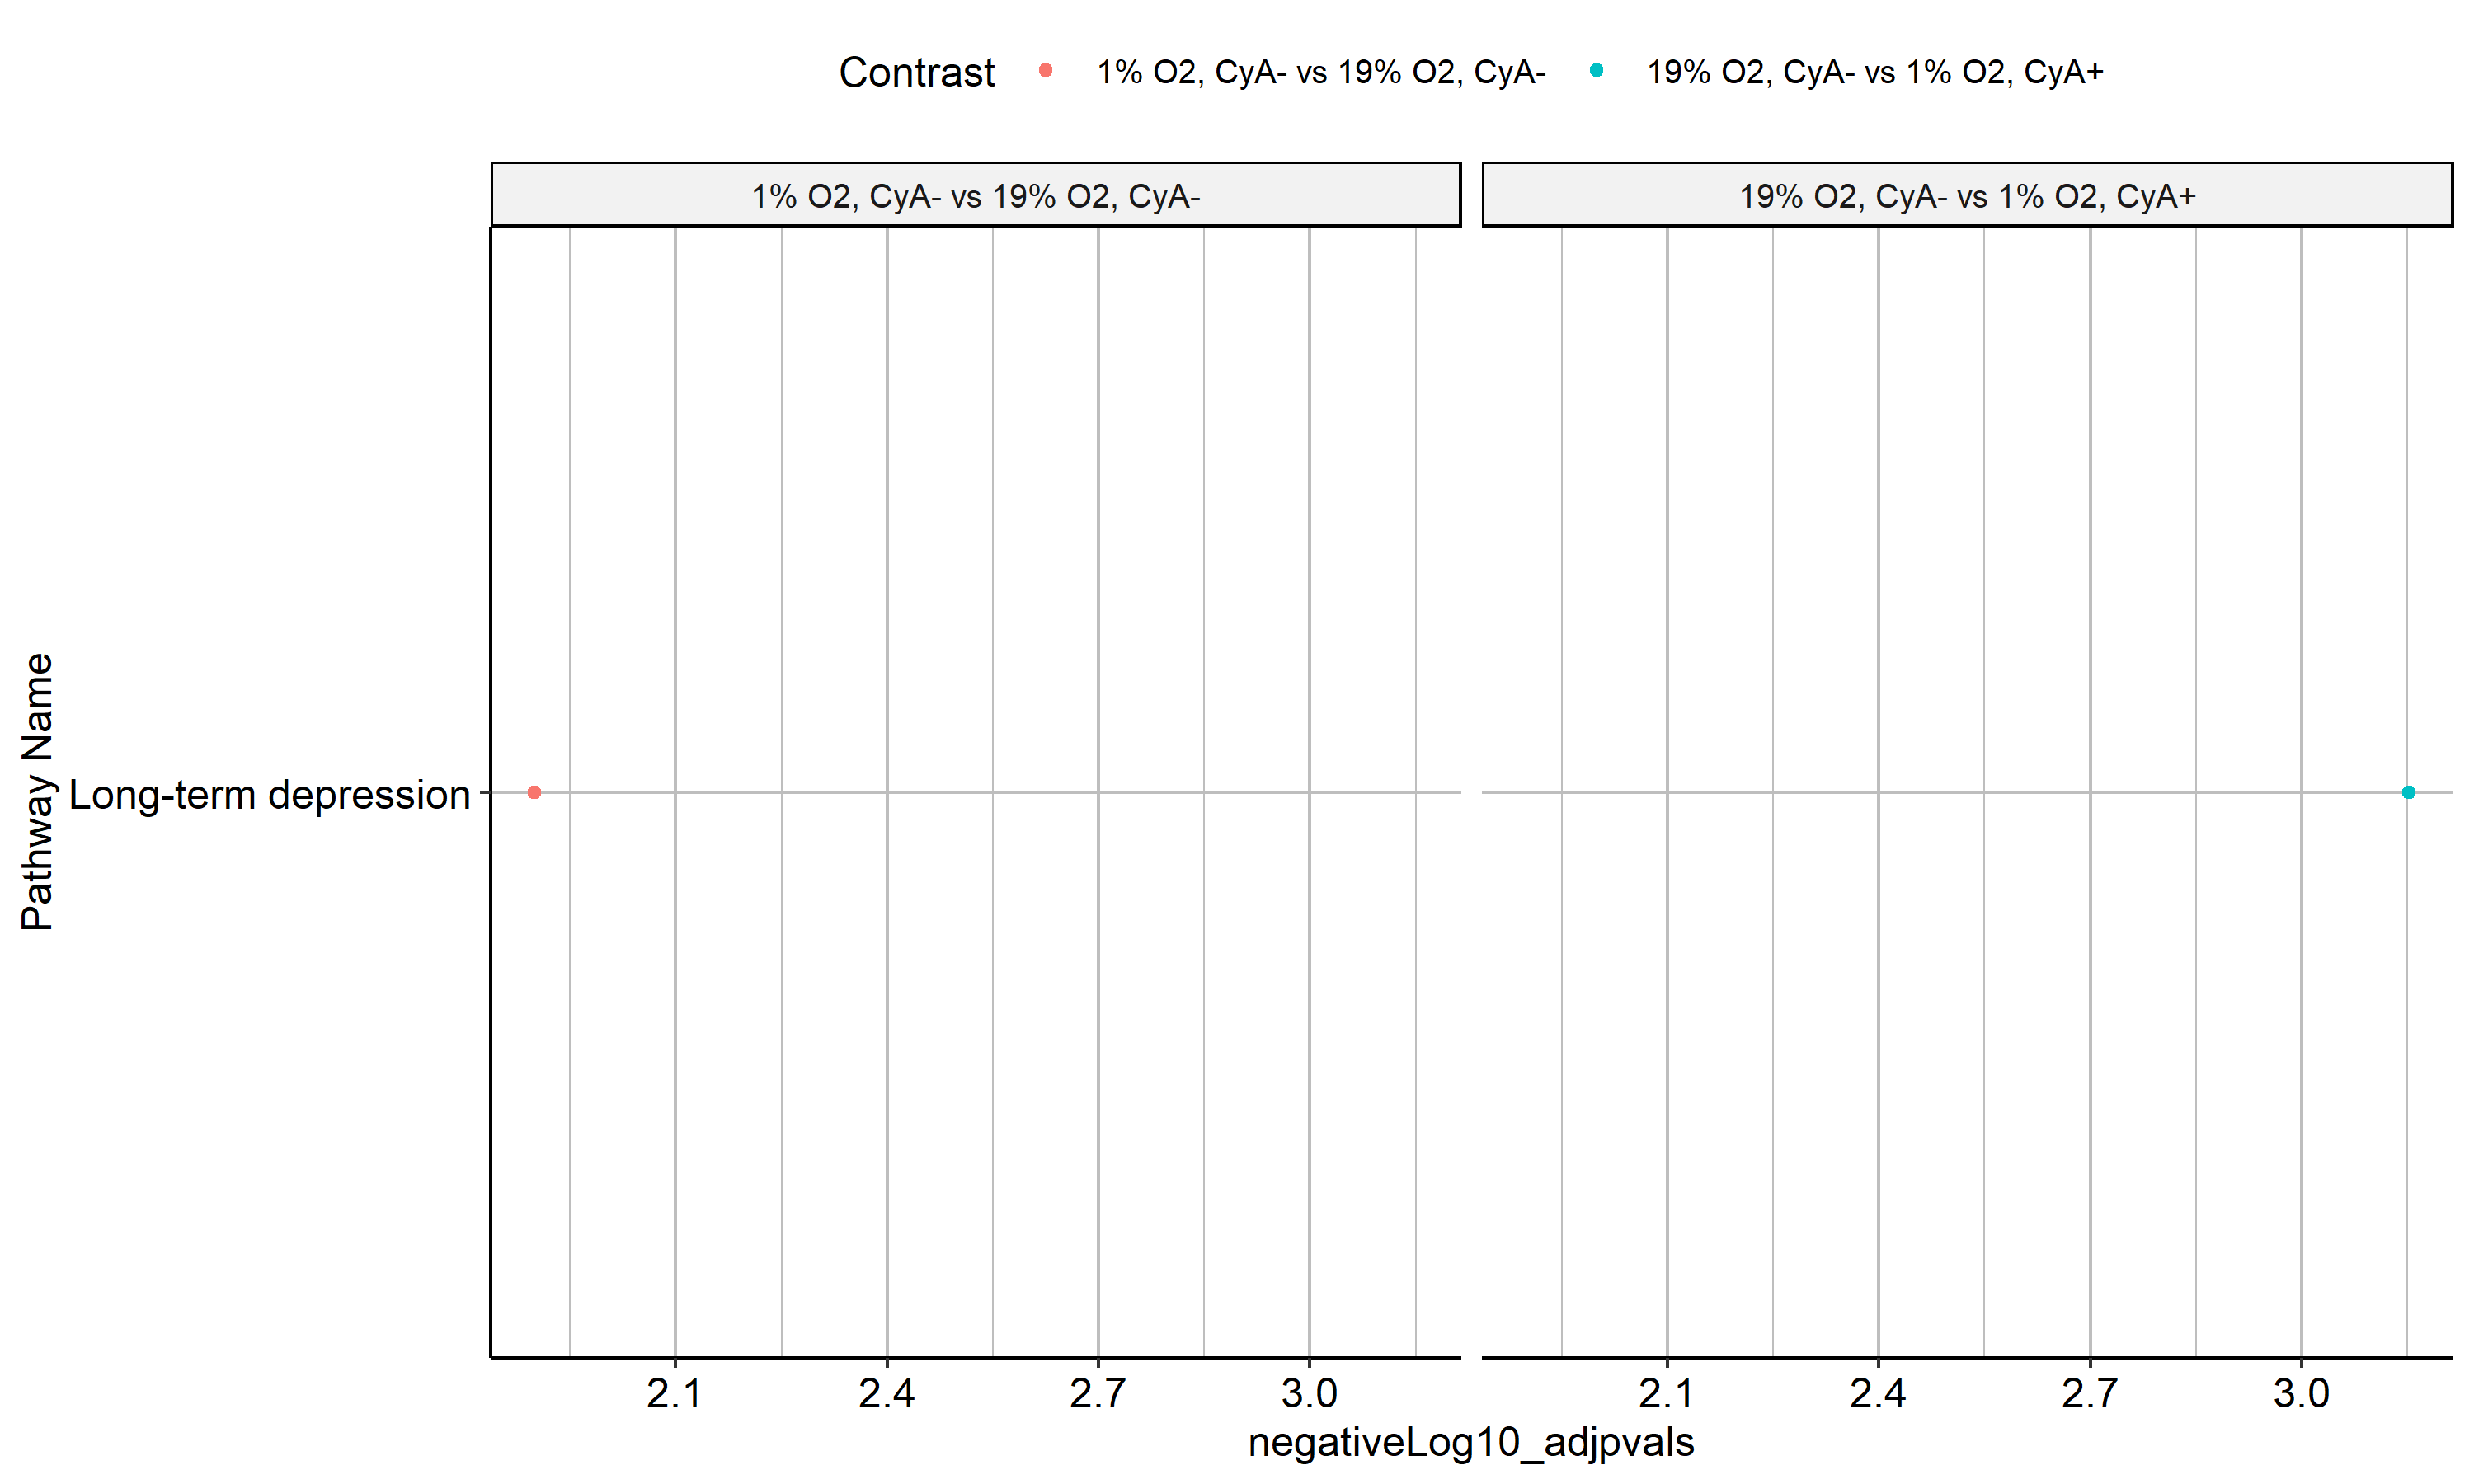 Contrast 1% O2, CyA- vs 19% O2, CyA- 19% O2, CyA- vs 1% O2, CyA+
1% O2, CyA- vs 19% O2, CyA- 19% O2, CyA- vs 1% O2, CyA+
Pathway Name
Long-term depression
2.1 2.4 2.7 3.0 2.1 2.4 2.7 3.0
negativeLog10_adjpvals